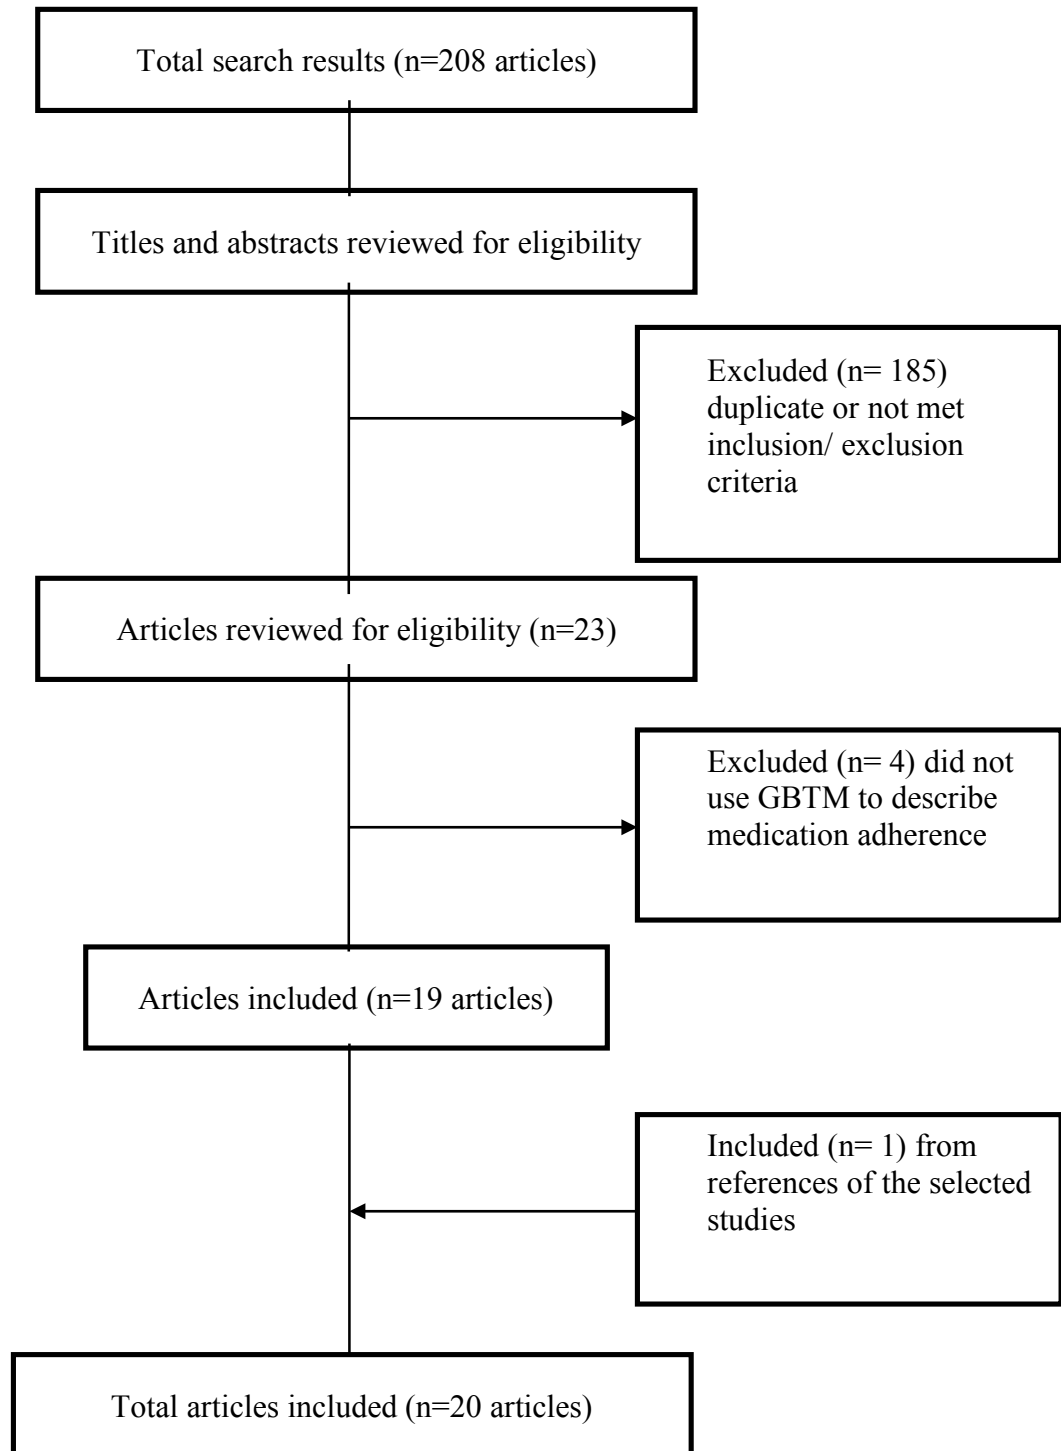 Total search results (n=208 articles)
Titles and abstracts reviewed for eligibility
Excluded (n= 185)
duplicate or not met
inclusion/ exclusion
criteria
Articles reviewed for eligibility (n=23)
Excluded (n= 4) did not
use GBTM to describe
medication adherence
Articles included (n=19 articles)
Included (n= 1) from
references of the selected
studies
Total articles included (n=20 articles)